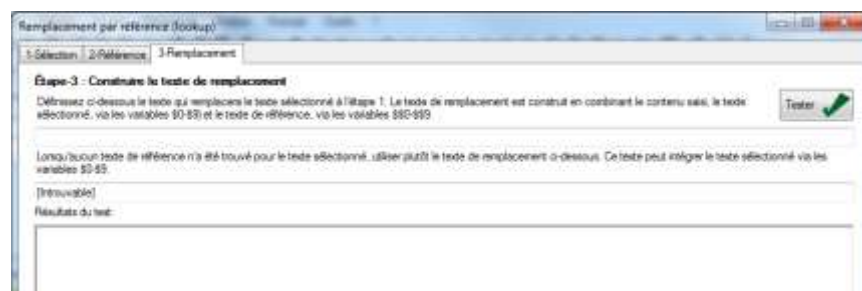 Remplacement par référence (lookup)
1-Sélection 2-Référence 3-Remplacement
Étape-3 : Construire le texte de remplacement
Définissez ci-dessous le texte qui remplacera le texte sélectionné à l'étape 1. Le texte de remplacement est construit en combinant le contenu saisi, le texte
sélectionné, via les variables $0-$9) et le texte de référence, via les variables $$0-$$9.
Tester
Lorsqu'aucun texte de référence n'a été trouvé pour le texte sélectionné, utiliser plutôt le texte de remplacement ci-dessous. Ce texte peut intégrer le texte sélectionné via les
variables $0-$9.
[Introuvable]
Résultats du test: